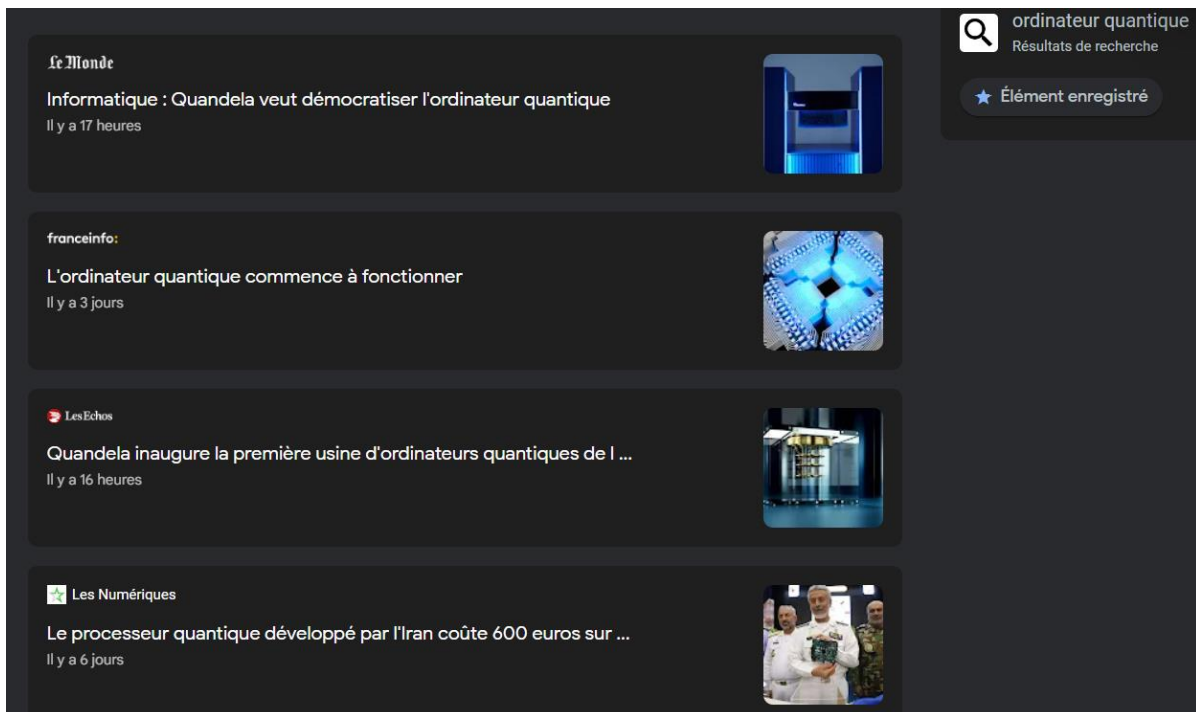 Le Monde
Informatique : Quandela veut démocratiser l'ordinateur quantique
Il y a 17 heures
franceinfo:
L'ordinateur quantique commence à fonctionner
Il y a 3 jours
Les Echos
Quandela inaugure la première usine d'ordinateurs quantiques de l ...
Il y a 16 heures
Les Numériques
Le processeur quantique développé par l'Iran coûte 600 euros sur ...
Il y a 6 jours
ordinateur quantique
Résultats de recherche
Élément enregistré